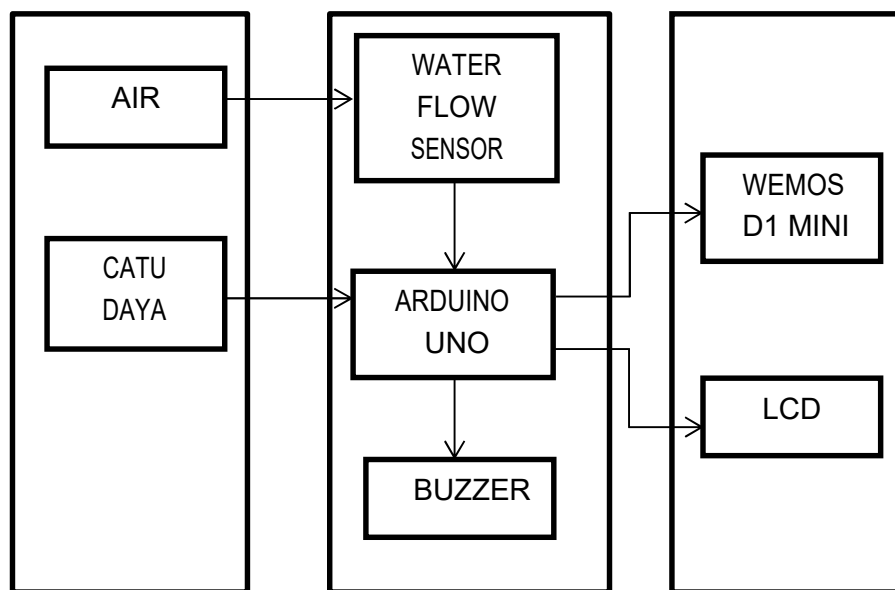 AIR
CATU
DAYA
WATER
FLOW
SENSOR
ARDUINO
UNO
BUZZER
WEMOS
D1 MINI
LCD